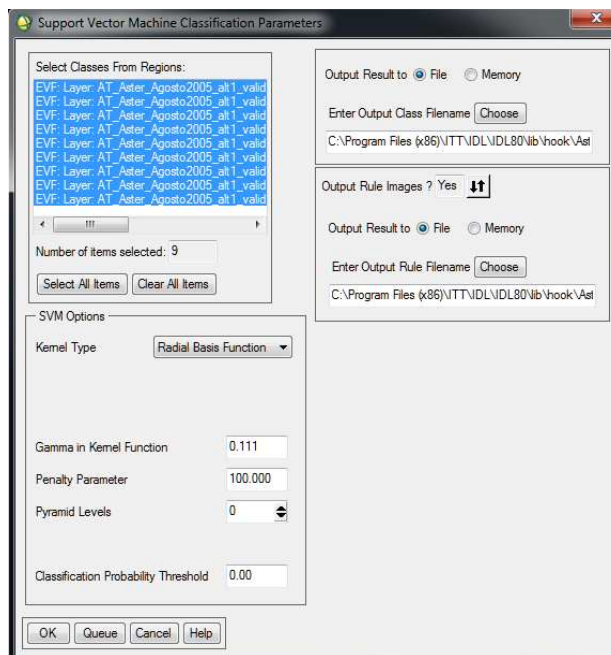 Support Vector Machine Classification Parameters
Select Classes From Regions:
EVF: Layer: AT_Aster_Agosto2005_alt1_valid
EVF: Layer: AT_Aster_Agosto2005_alt1_valid
EVF: Layer: AT_Aster_Agosto2005_alt1_valid
EVF: Layer: AT_Aster_Agosto2005_alt1_valid
EVF: Layer: AT_Aster_Agosto2005_alt1_valid
EVF: Layer: AT_Aster_Agosto2005_alt1_valid
EVF: Layer: AT_Aster_Agosto2005_alt1_valid
EVF: Layer: AT_Aster_Agosto2005_alt1_valid
EVF: Layer: AT_Aster_Agosto2005_alt1_valid
Number of items selected: 9
Select All Items Clear All Items
SVM Options
Kernel Type Radial Basis Function
Gamma in Kernel Function 0.111
Penalty Parameter 100.000
Pyramid Levels 0
Classification Probability Threshold 0.00
OK Queue Cancel Help
Output Result to File Memory
Enter Output Class Filename Choose
C:\Program Files (x86)\ITT\IDL\IDL80\lib\hook\Ast
Output Rule Images ? Yes
Output Result to File Memory
Enter Output Rule Filename Choose
C:\Program Files (x86)\ITT\IDL\IDL80\lib\hook\Ast